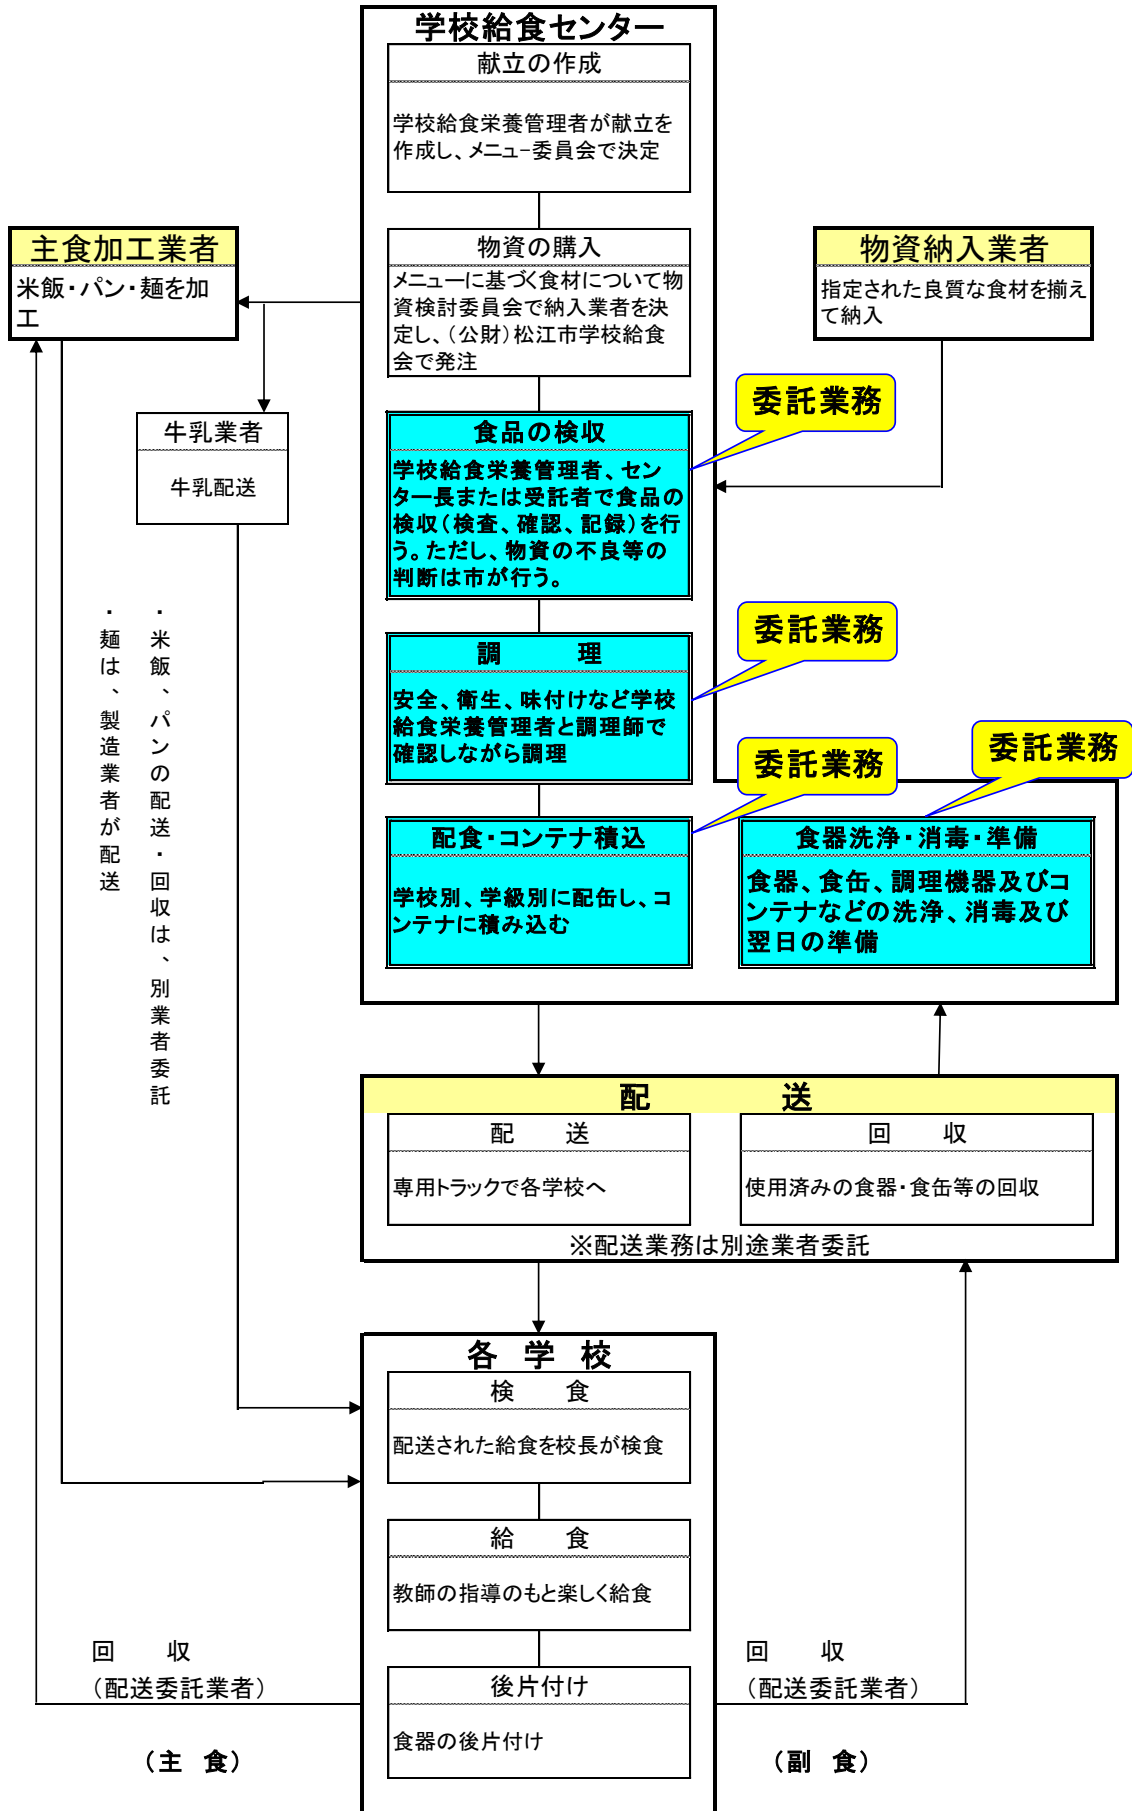 学校給食センター
献立の作成
学校給食栄養管理者が献立を
作成し、メニュー委員会で決定
主食加工業者
米飯・パン・麺を加
工
物資の購入
メニューに基づく食材について物
資検討委員会で納入業者を決
定し、（公財）松江市学校給食
会で発注
物資納入業者
指定された良質な食材を揃え
て納入
牛乳業者
牛乳配送
委託業務
食品の検収
学校給食栄養管理者、セン
ター長または受託者で食品の
検収（検査、確認、記録）を行
う。ただし、物資の不良等の
判断は市が行う。
・米飯、パンの配送・回収は、別業者委託
・麺は、製造業者が配送
委託業務
調　　理
安全、衛生、味付けなど学校
給食栄養管理者と調理師で
確認しながら調理
委託業務
委託業務
配食・コンテナ積込
学校別、学級別に配缶し、コ
ンテナに積み込む
食器洗浄・消毒・準備
食器、食缶、調理機器及びコ
ンテナなどの洗浄、消毒及び
翌日の準備
配　　　送
配　　送
専用トラックで各学校へ
回　　収
使用済みの食器・食缶等の回収
※配送業務は別途業者委託
各　学　校
検　　食
配送された給食を校長が検食
給　　食
教師の指導のもと楽しく給食
後片付け
食器の後片付け
回　　収
（配送委託業者）
（主　食）
回　　収
（配送委託業者）
（副　食）